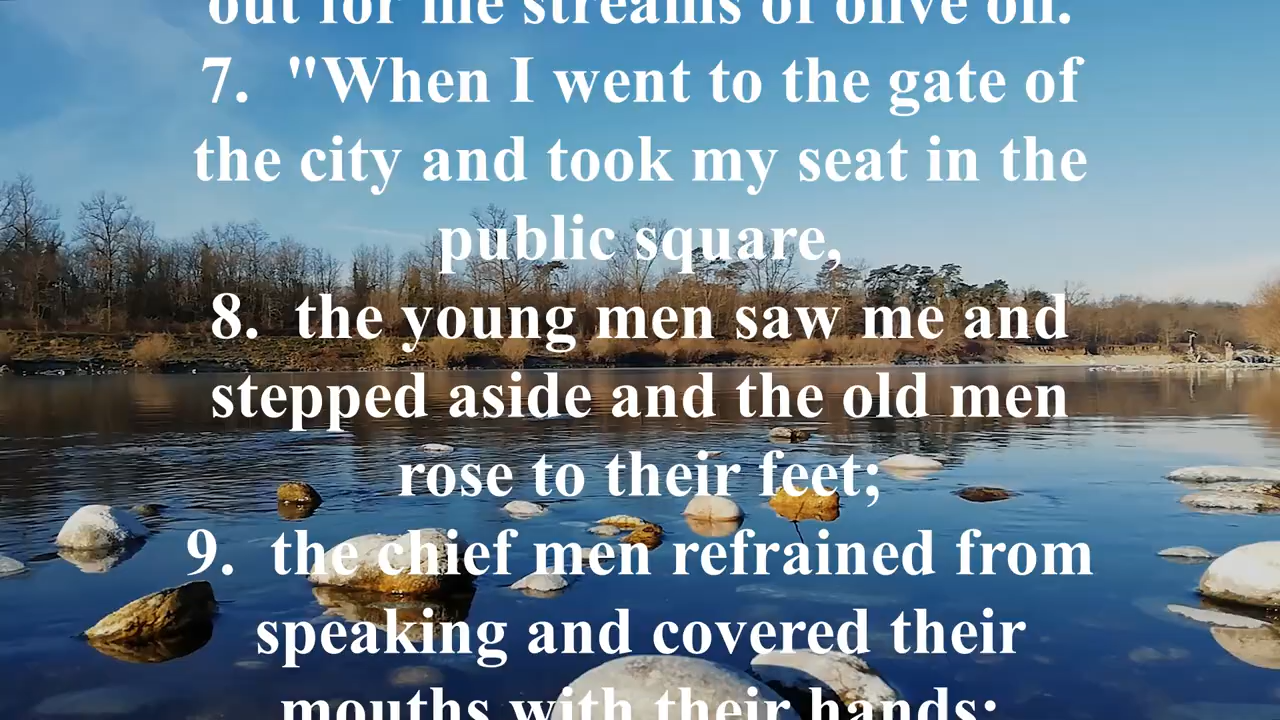 out for me streams of olive oil.
7. "When I went to the gate of
the city and took my seat in the
public square,
8. the young men saw me and
stepped aside and the old men
rose to their feet;
9. the chief men refrained from
speaking and covered their
mouths with their hands;